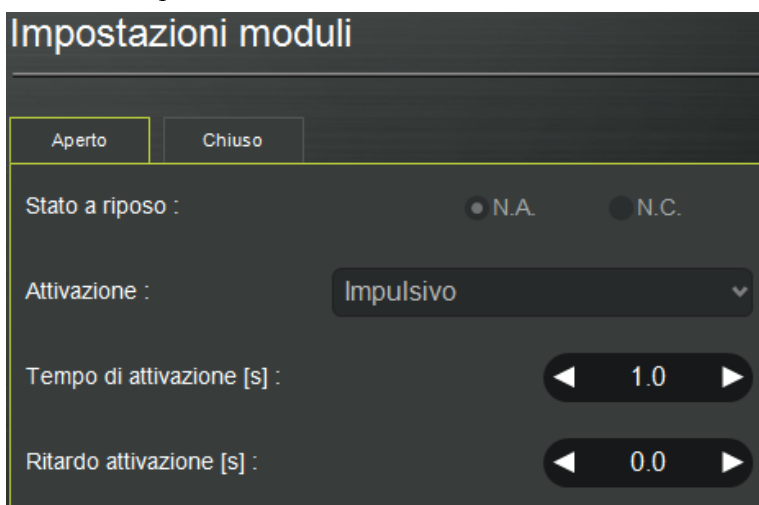 Impostazioni moduli
Aperto Chiuso
Stato a riposo : N.A. N.C.
Attivazione : Impulsivo
Tempo di attivazione [s] : 1.0
Ritardo attivazione [s] : 0.0